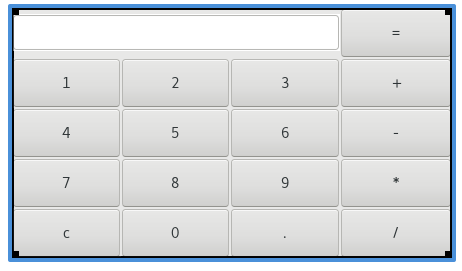 =
1 2 3 +
4 5 6 -
7 8 9 *
c 0 . /